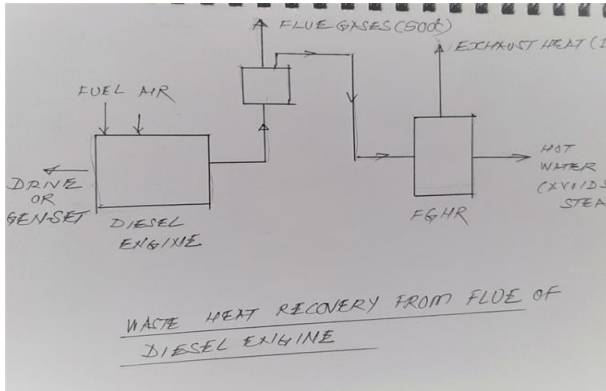 FLUE GASES (500℃
EXHAUST HEAT (
FUEL AIR
DRIVE
OR
GEN-SET
DIESEL
ENGINE
FGHR
HOT
WATER
STEA
WASTE HEAT RECOVERY FROM FLUE OF
DIESEL ENGINE